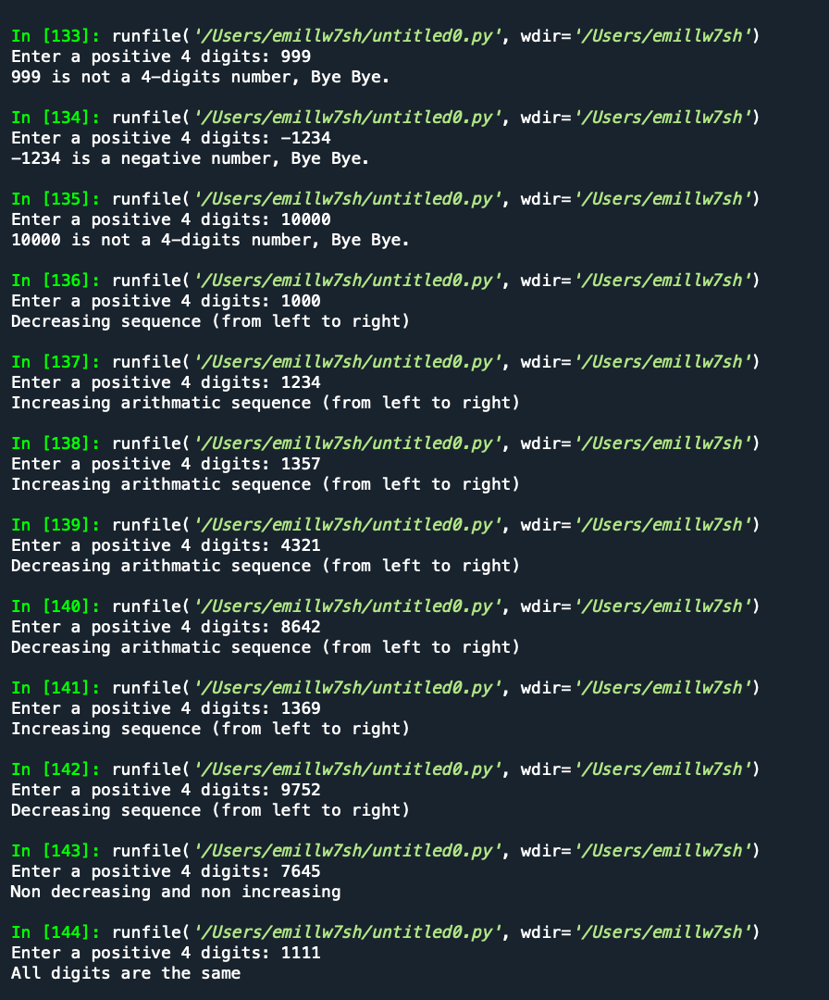 In [133]: runfile('/Users/emillw7sh/untitled0.py', wdir='/Users/emillw7sh')
Enter a positive 4 digits: 999
999 is not a 4-digits number, Bye Bye.
In [134]: runfile('/Users/emillw7sh/untitled0.py', wdir='/Users/emillw7sh')
Enter a positive 4 digits: -1234
-1234 is a negative number, Bye Bye.
In [135]: runfile('/Users/emillw7sh/untitled0.py', wdir='/Users/emillw7sh')
Enter a positive 4 digits: 10000
10000 is not a 4-digits number, Bye Bye.
In [136]: runfile('/Users/emillw7sh/untitled0.py', wdir='/Users/emillw7sh')
Enter a positive 4 digits: 1000
Decreasing sequence (from left to right)
In [137]: runfile('/Users/emillw7sh/untitled0.py', wdir='/Users/emillw7sh')
Enter a positive 4 digits: 1234
Increasing arithmatic sequence (from left to right)
In [138]: runfile('/Users/emillw7sh/untitled0.py', wdir='/Users/emillw7sh')
Enter a positive 4 digits: 1357
Increasing arithmatic sequence (from left to right)
In [139]: runfile('/Users/emillw7sh/untitled0.py', wdir='/Users/emillw7sh')
Enter a positive 4 digits: 4321
Decreasing arithmatic sequence (from left to right)
In [140]: runfile('/Users/emillw7sh/untitled0.py', wdir='/Users/emillw7sh')
Enter a positive 4 digits: 8642
Decreasing arithmatic sequence (from left to right)
In [141]: runfile('/Users/emillw7sh/untitled0.py', wdir='/Users/emillw7sh')
Enter a positive 4 digits: 1369
Increasing sequence (from left to right)
In [142]: runfile('/Users/emillw7sh/untitled0.py', wdir='/Users/emillw7sh')
Enter a positive 4 digits: 9752
Decreasing sequence (from left to right)
In [143]: runfile('/Users/emillw7sh/untitled0.py', wdir='/Users/emillw7sh')
Enter a positive 4 digits: 7645
Non decreasing and non increasing
In [144]: runfile('/Users/emillw7sh/untitled0.py', wdir='/Users/emillw7sh')
Enter a positive 4 digits: 1111
All digits are the same